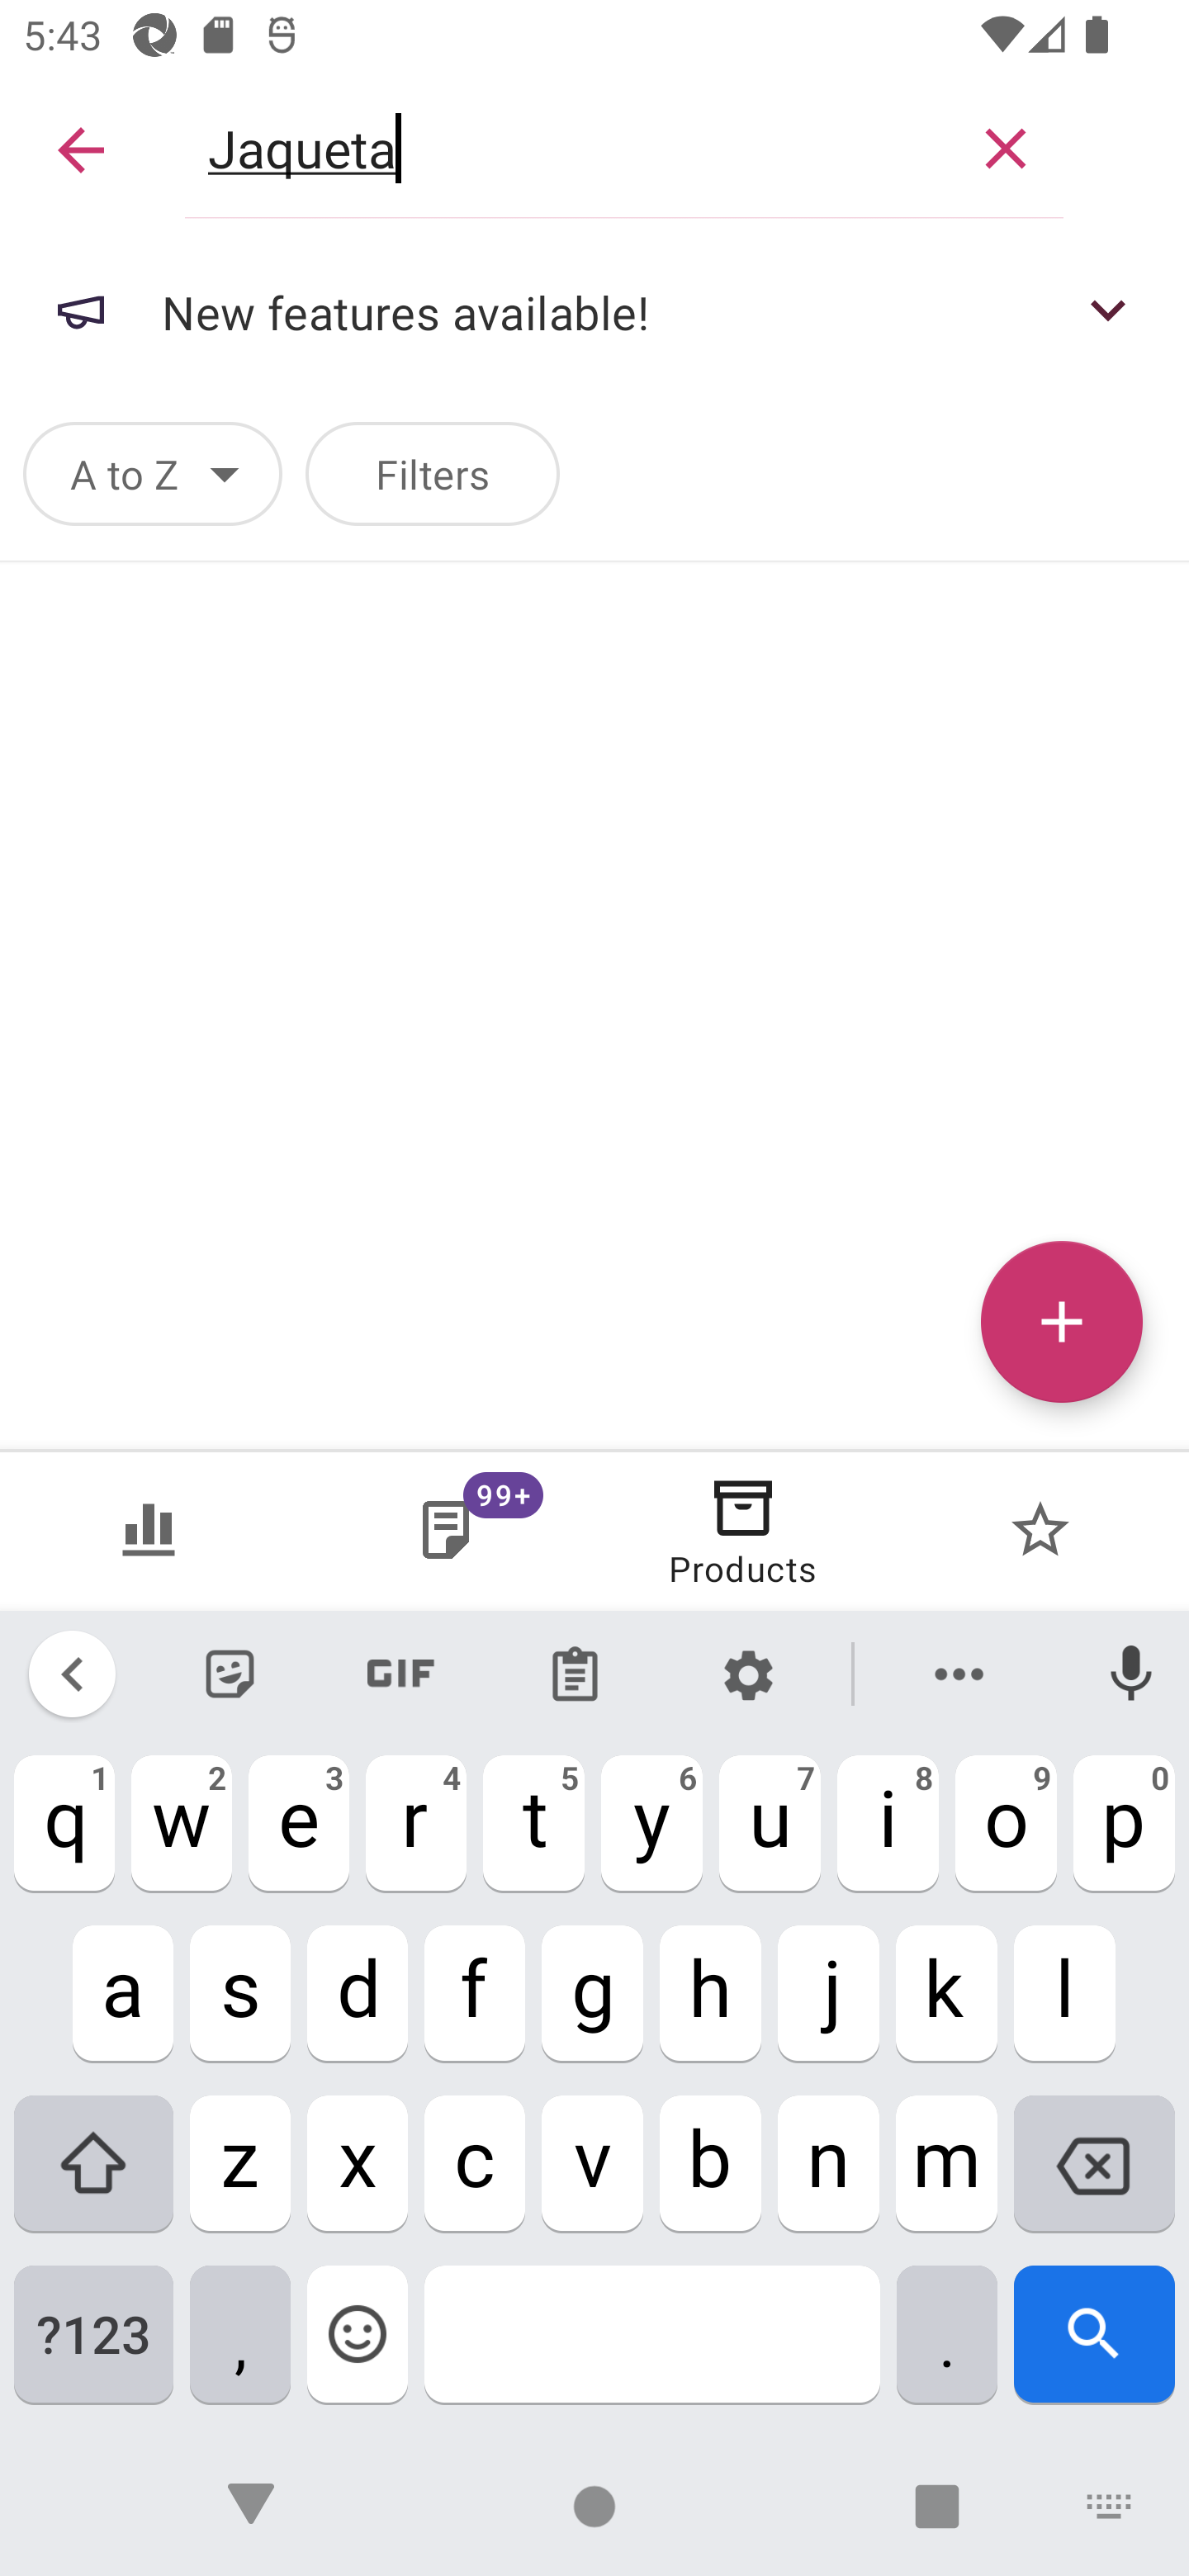 5:43
Jaqueta
New features available!
A to Z
Filters
99+
Products
GIF
q 1 w 2 e 3 r 4 t 5 y 6 u 7 i 8 o 9 p 0
a s d f g h j k l
z x c v b n m
?123 , .